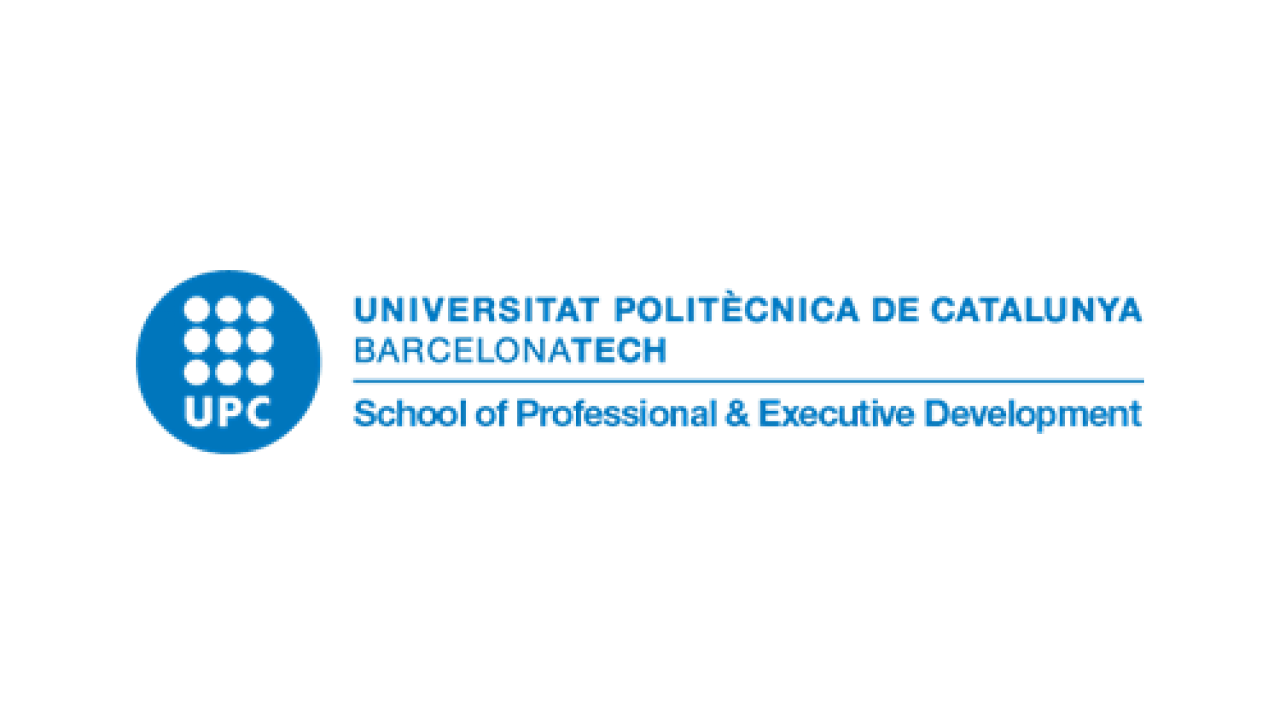 UPC
UNIVERSITAT POLITÈCNICA DE CATALUNYA
BARCELONATECH
School of Professional & Executive Development